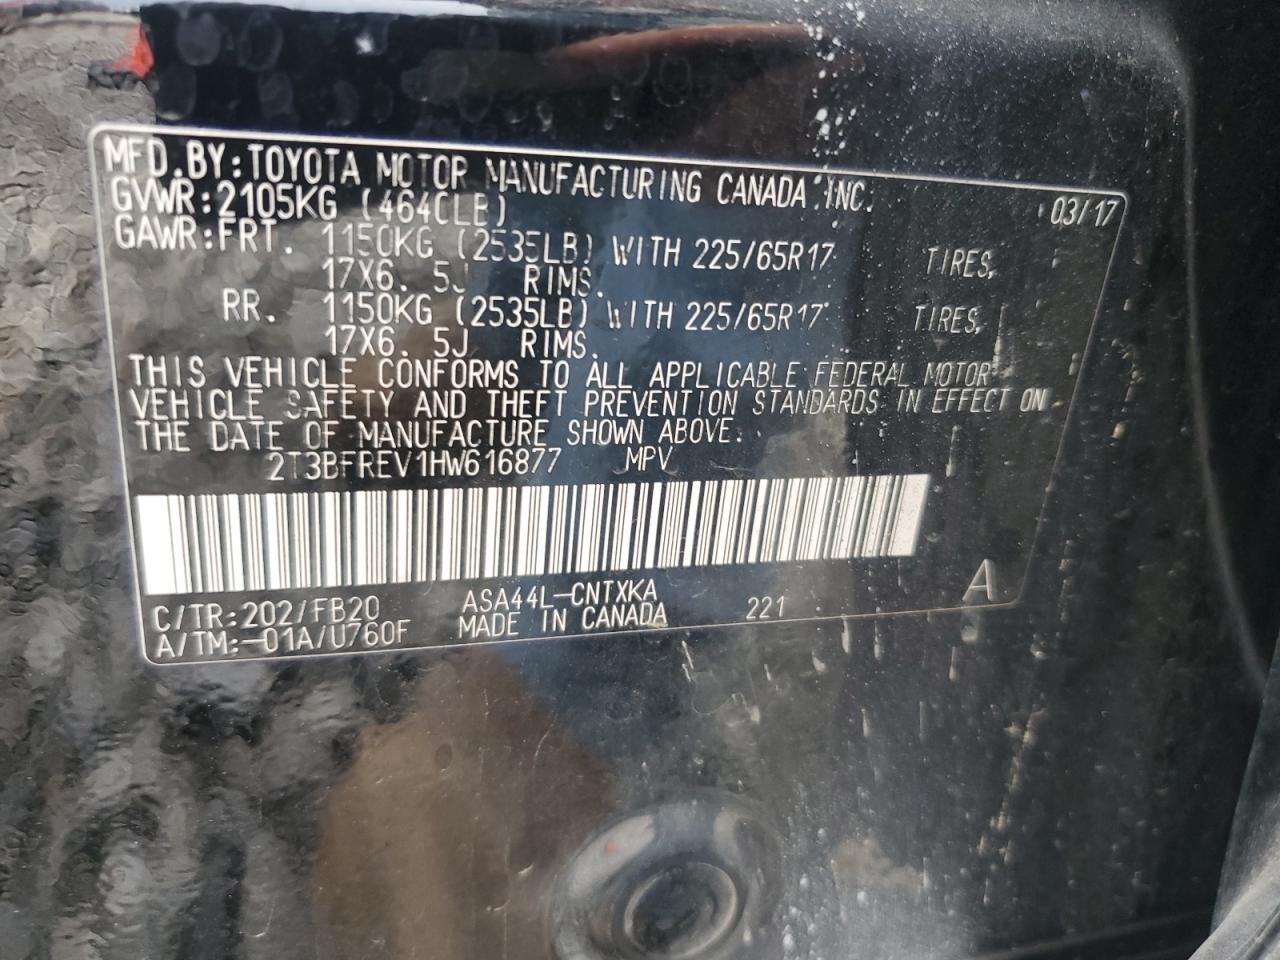 MFD.BY:TOYOTA MOTOR MANUFACTURING CANADA INC.
GVWR:2105KG (4640LB) 03/17
GAWR:FRT. 1150KG (2535LB) WITH 225/65R17 TIRES,
17X6.5J RIMS.
RR. 1150KG (2535LB) WITH 225/65R17 TIRES,
17X6.5J RIMS.
THIS VEHICLE CONFORMS TO ALL APPLICABLE FEDERAL MOTOR
VEHICLE SAFETY AND THEFT PREVENTION STANDARDS IN EFFECT ON
THE DATE OF MANUFACTURE SHOWN ABOVE.
2T3BFREV1HW616877 MPV
C/TR:202/FB20 ASA44L-CNTXKA A
A/TM:-01A/U760F MADE IN CANADA 221